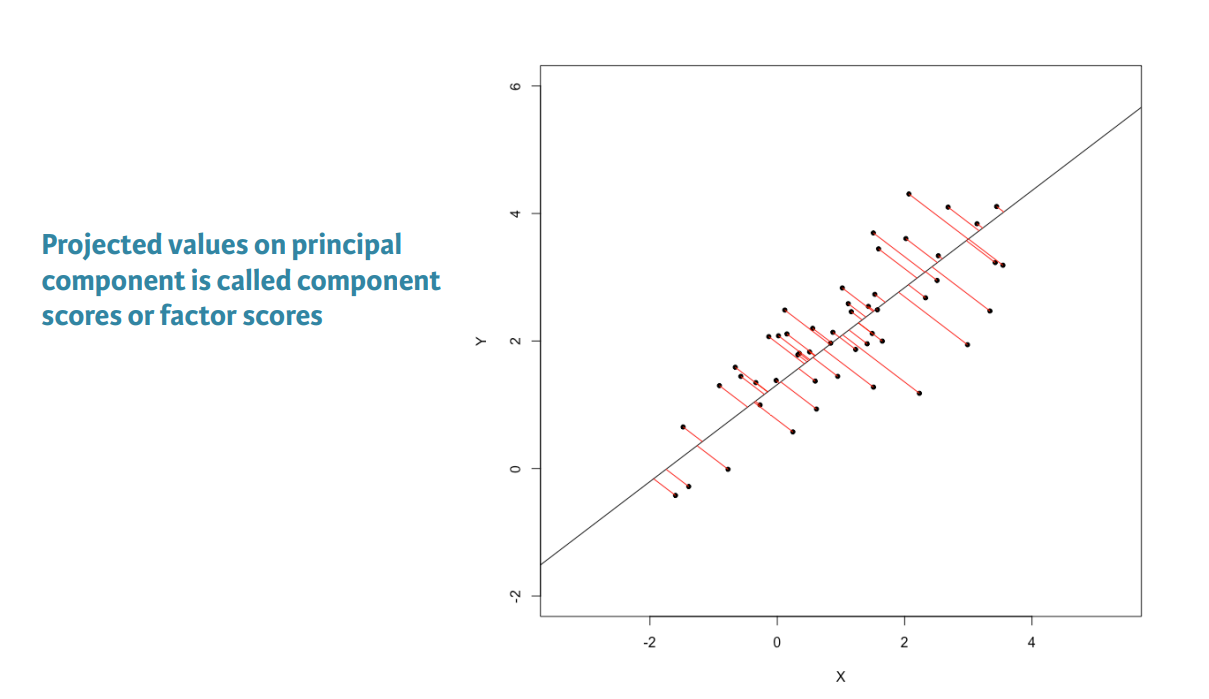 Projected values on principal
component is called component
scores or factor scores
6
4
2
0
-2
Y
-2 0 2 4
X